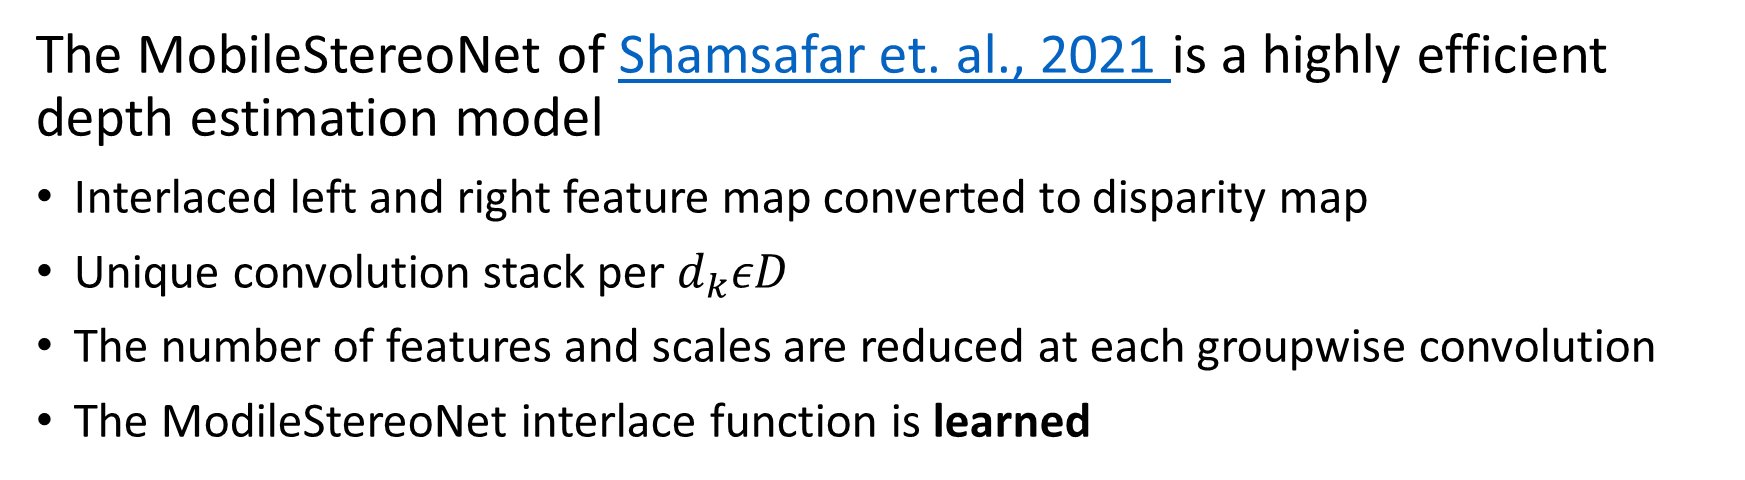 The MobileStereoNet of Shamsafar et. al., 2021 is a highly efficient
depth estimation model
• Interlaced left and right feature map converted to disparity map
• Unique convolution stack per $d_k \epsilon D$
• The number of features and scales are reduced at each groupwise convolution
• The ModileStereoNet interlace function is learned